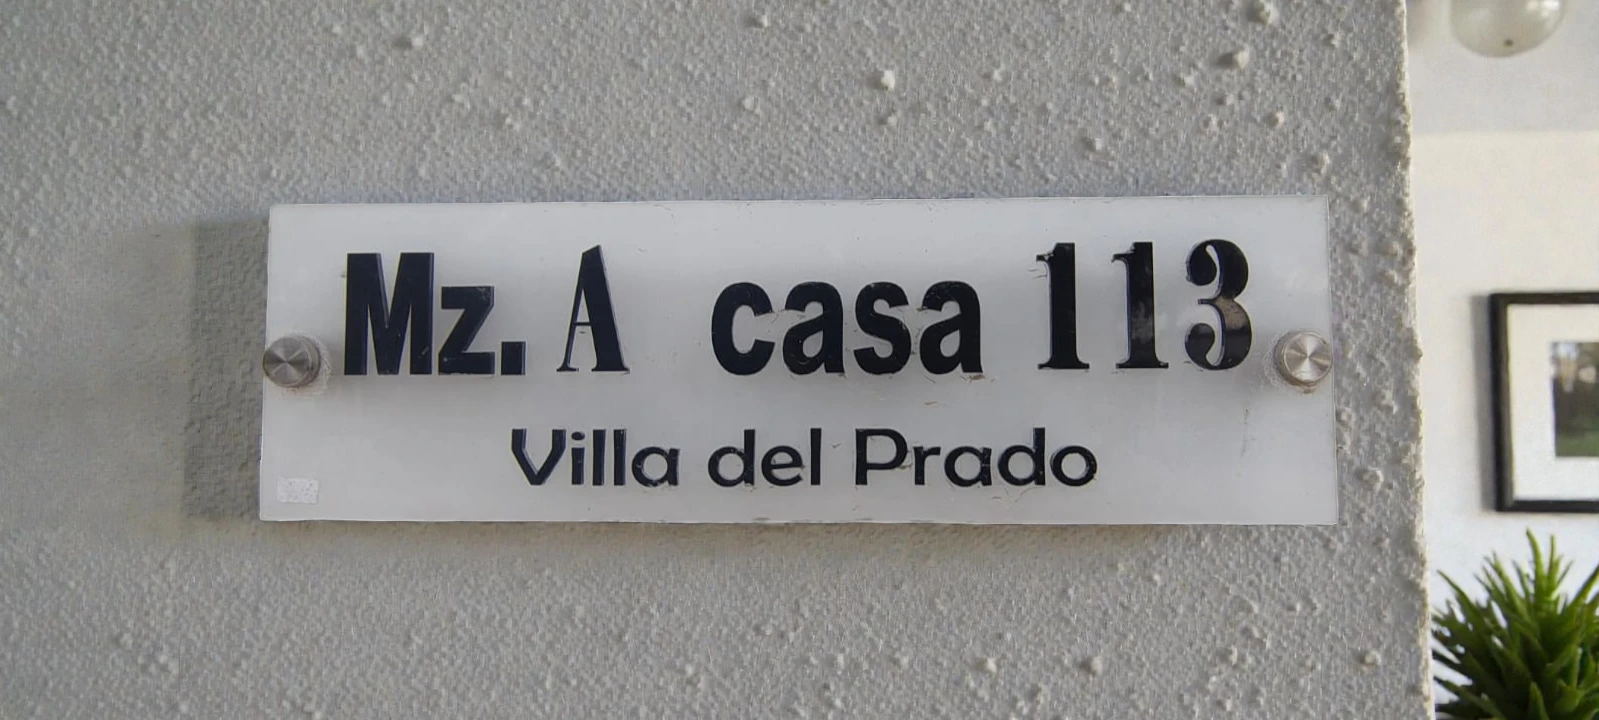 Mz. A casa 113
Villa del Prado